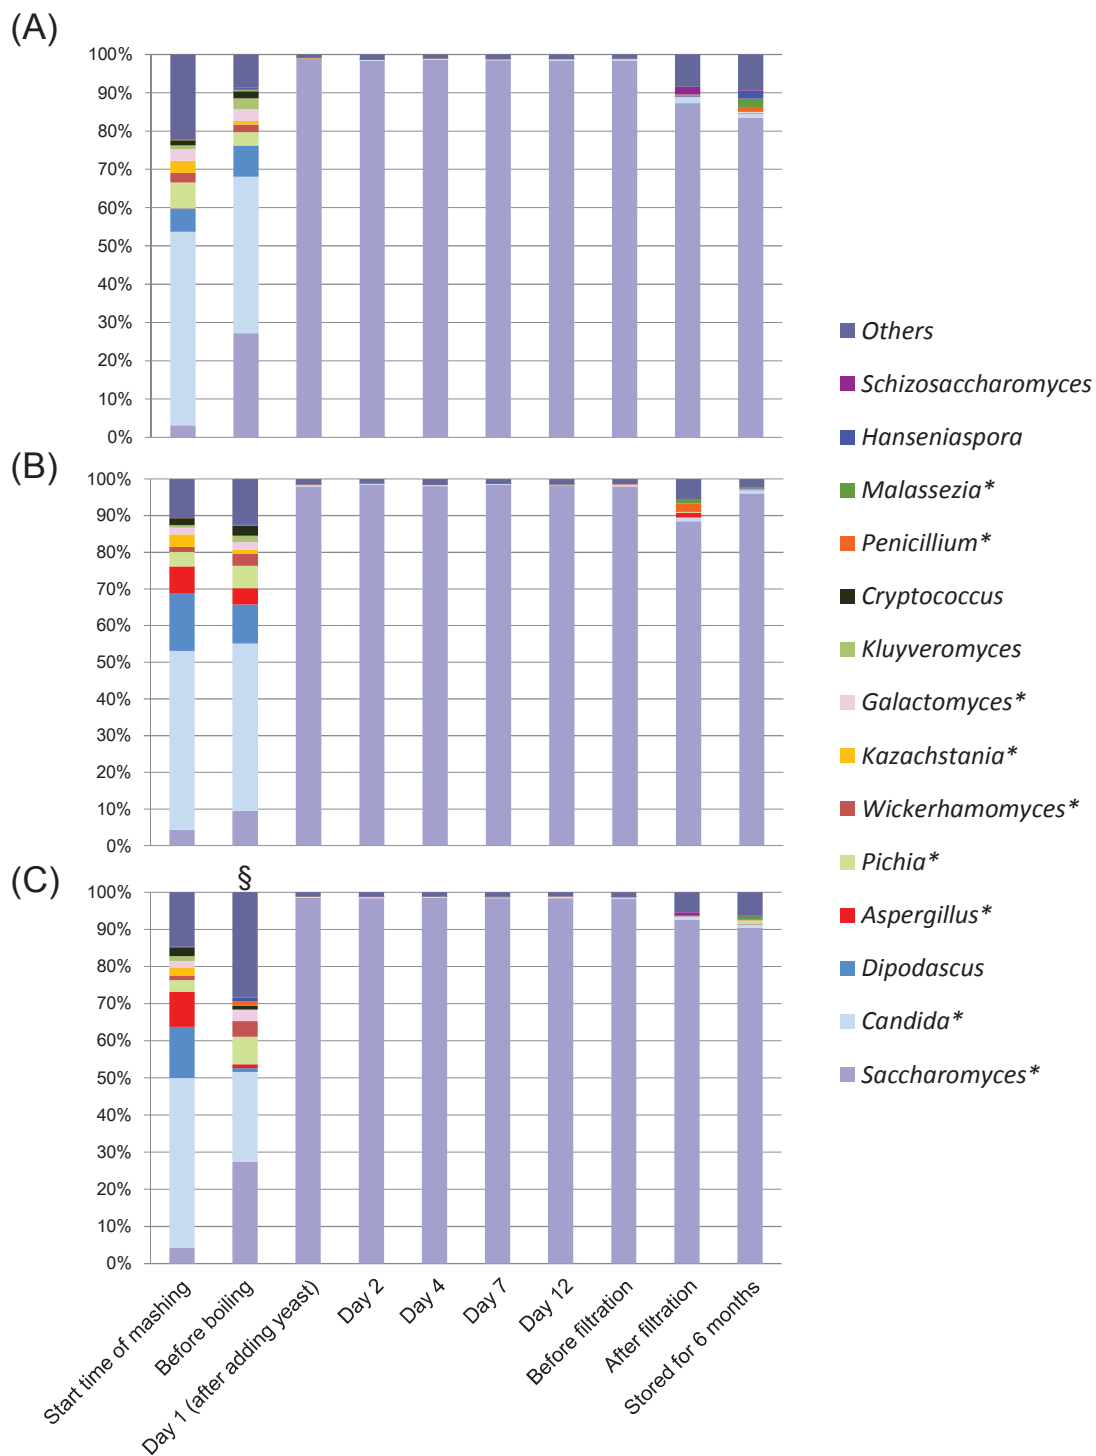 (A)
100%
90%
80%
70%
60%
50%
40%
30%
20%
10%
0%
(B)
100%
90%
80%
70%
60%
50%
40%
30%
20%
10%
0%
(C)
§
100%
90%
80%
70%
60%
50%
40%
30%
20%
10%
0%
Start time of mashing
Before boiling
Day 1 (after adding yeast)
Day 2
Day 4
Day 7
Day 12
Before filtration
After filtration
Stored for 6 months
Others
Schizosaccharomyces
Hanseniaspora
Malassezia*
Penicillium*
Cryptococcus
Kluyveromyces
Galactomyces*
Kazachstania*
Wickerhamomyces*
Pichia*
Aspergillus*
Dipodascus
Candida*
Saccharomyces*